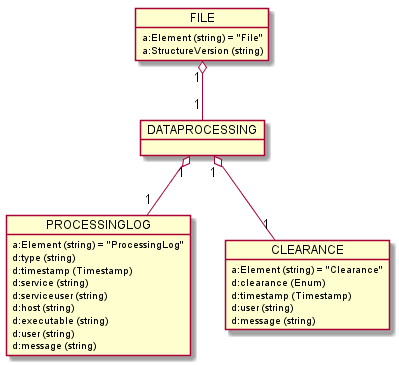 FILE
a:Element (string) = "File"
a:StructureVersion (string)
1
1
DATAPROCESSING
1
1
1
1
PROCESSINGLOG
a:Element (string) = "ProcessingLog"
d:type (string)
d:timestamp (Timestamp)
d:service (string)
d:serviceuser (string)
d:host (string)
d:executable (string)
d:user (string)
d:message (string)
CLEARANCE
a:Element (string) = "Clearance"
d:clearance (Enum)
d:timestamp (Timestamp)
d:user (string)
d:message (string)